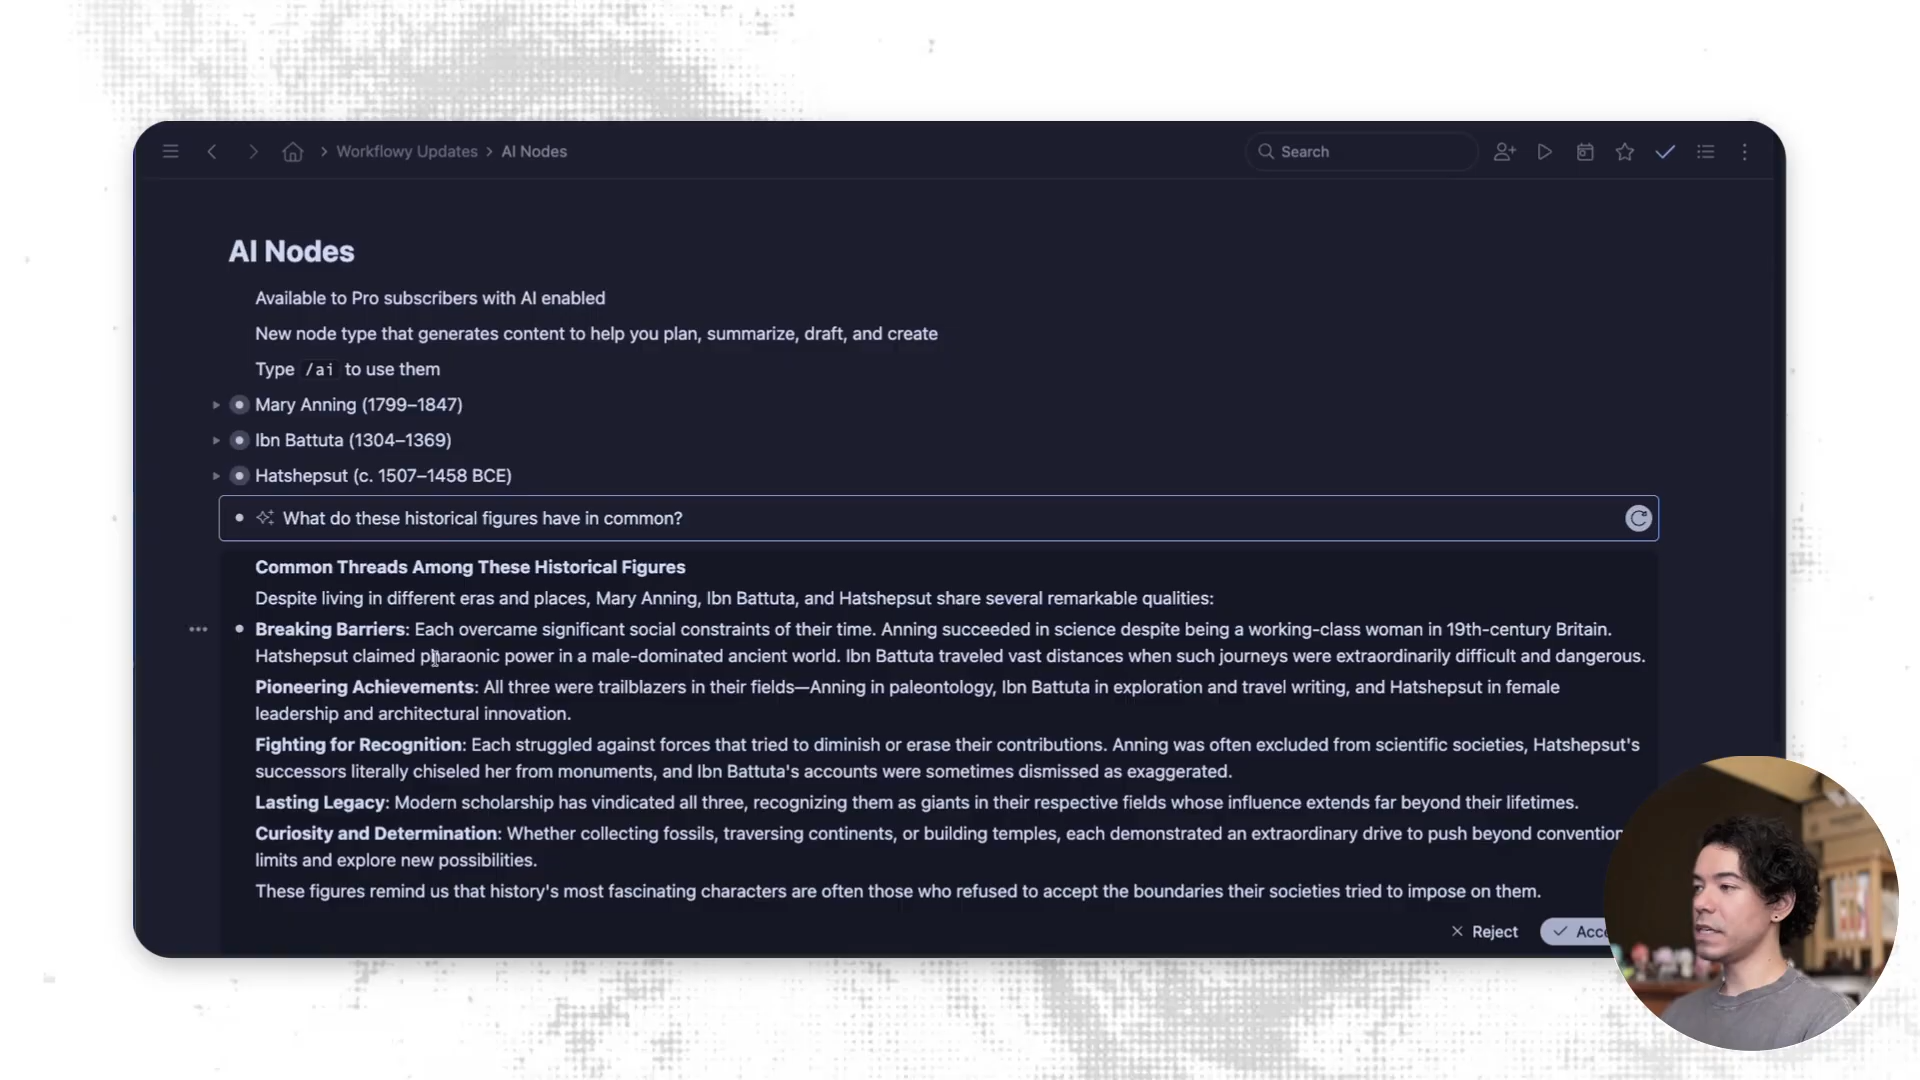 Workflowy Updates > AI Nodes
Search
AI Nodes
Available to Pro subscribers with AI enabled
New node type that generates content to help you plan, summarize, draft, and create
Type /ai to use them
Mary Anning (1799–1847)
Ibn Battuta (1304–1369)
Hatshepsut (c. 1507–1458 BCE)
What do these historical figures have in common?
Common Threads Among These Historical Figures
Despite living in different eras and places, Mary Anning, Ibn Battuta, and Hatshepsut share several remarkable qualities:
Breaking Barriers: Each overcame significant social constraints of their time. Anning succeeded in science despite being a working-class woman in 19th-century Britain.
Hatshepsut claimed pharaonic power in a male-dominated ancient world. Ibn Battuta traveled vast distances when such journeys were extraordinarily difficult and dangerous.
Pioneering Achievements: All three were trailblazers in their fields—Anning in paleontology, Ibn Battuta in exploration and travel writing, and Hatshepsut in female
leadership and architectural innovation.
Fighting for Recognition: Each struggled against forces that tried to diminish or erase their contributions. Anning was often excluded from scientific societies, Hatshepsut's
successors literally chiseled her from monuments, and Ibn Battuta's accounts were sometimes dismissed as exaggerated.
Lasting Legacy: Modern scholarship has vindicated all three, recognizing them as giants in their respective fields whose influence extends far beyond their lifetimes.
Curiosity and Determination: Whether collecting fossils, traversing continents, or building temples, each demonstrated an extraordinary drive to push beyond
limits and explore new possibilities.
These figures remind us that history's most fascinating characters are often those who refused to accept the boundaries their societies tried to impose on them.
Reject